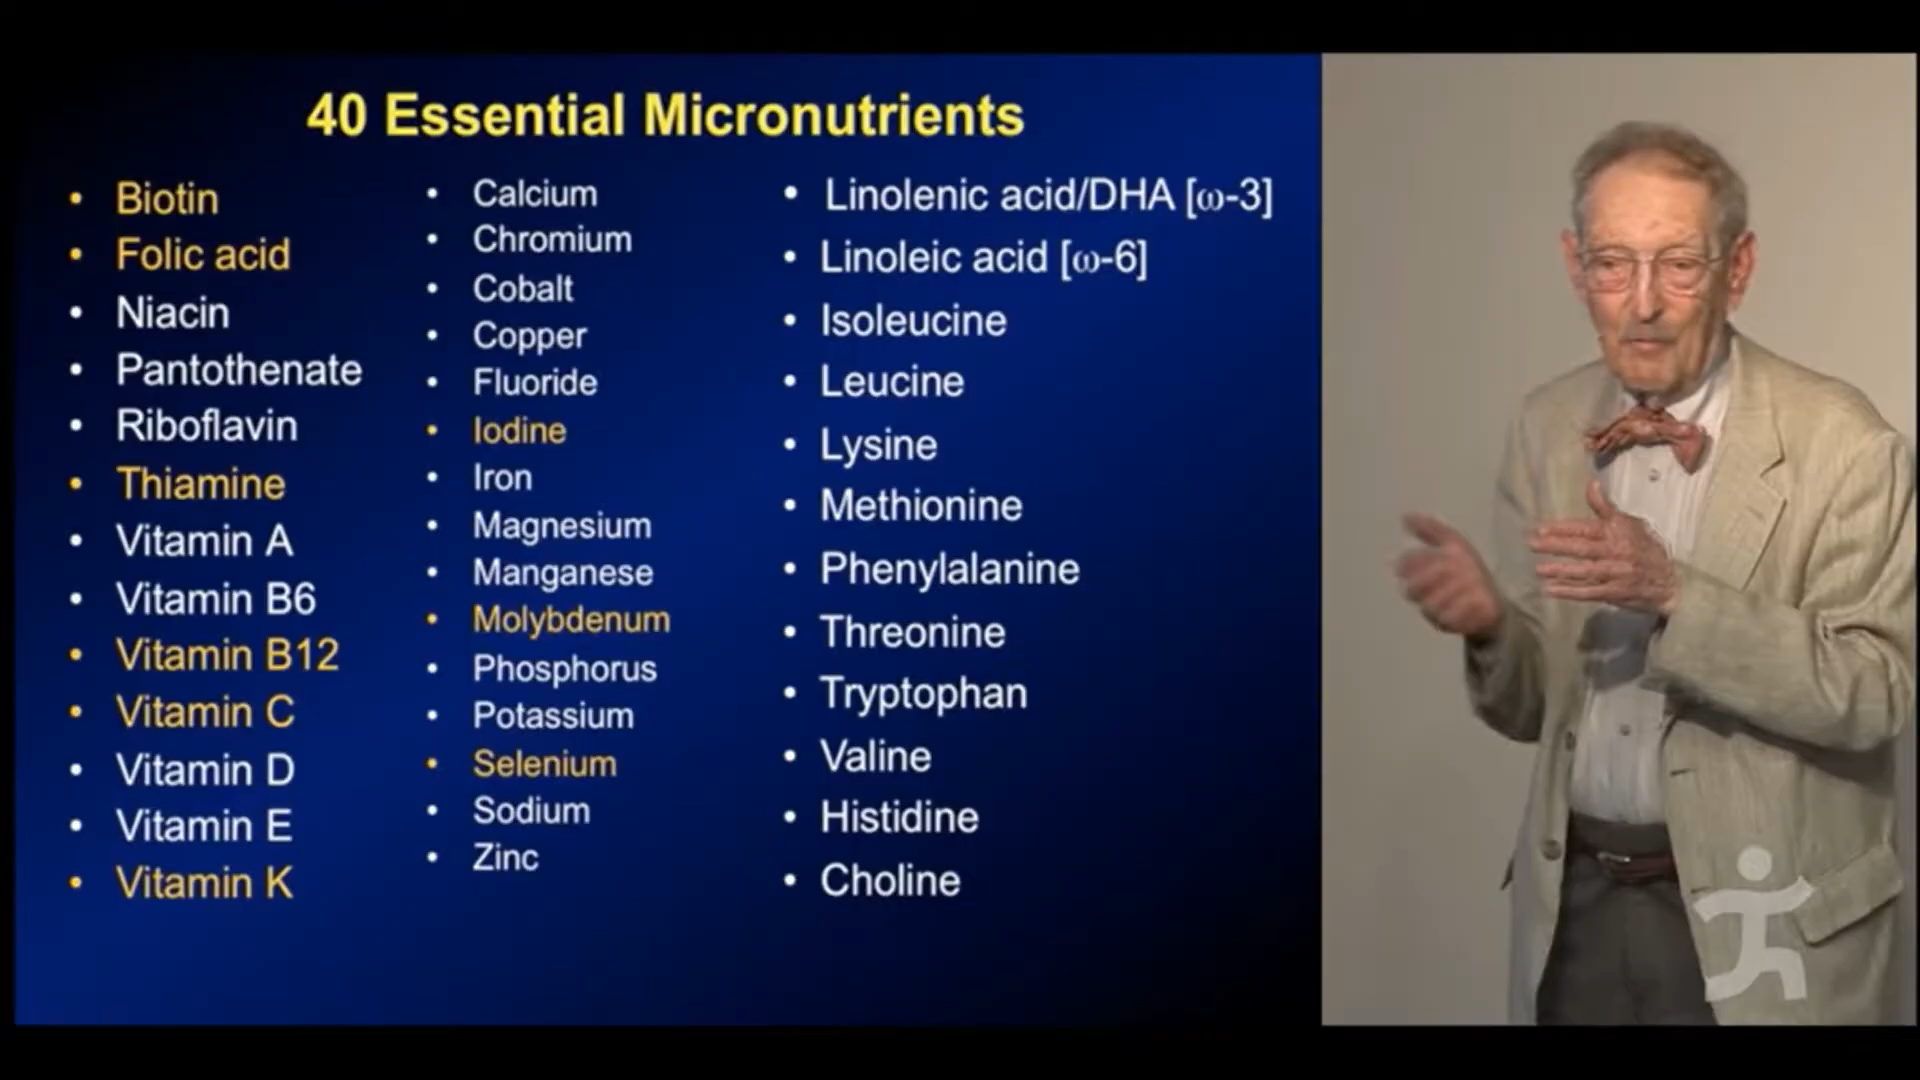 40 Essential Micronutrients
• Biotin
• Folic acid
• Niacin
• Pantothenate
• Riboflavin
• Thiamine
• Vitamin A
• Vitamin B6
• Vitamin B12
• Vitamin C
• Vitamin D
• Vitamin E
• Vitamin K
• Calcium
• Chromium
• Cobalt
• Copper
• Fluoride
• Iodine
• Iron
• Magnesium
• Manganese
• Molybdenum
• Phosphorus
• Potassium
• Selenium
• Sodium
• Zinc
• Linolenic acid/DHA [ω-3]
• Linoleic acid [ω-6]
• Isoleucine
• Leucine
• Lysine
• Methionine
• Phenylalanine
• Threonine
• Tryptophan
• Valine
• Histidine
• Choline